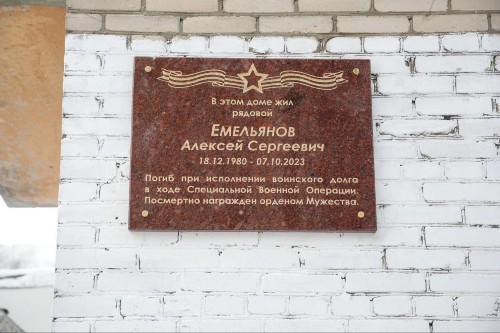 В этом доме жил
рядовой
Емельянов
Алексей Сергеевич
18.12.1980 - 07.10.2023
Погиб при исполнении воинского долга
в ходе Специальной Военной Операции.
Посмертно награжден орденом Мужества.